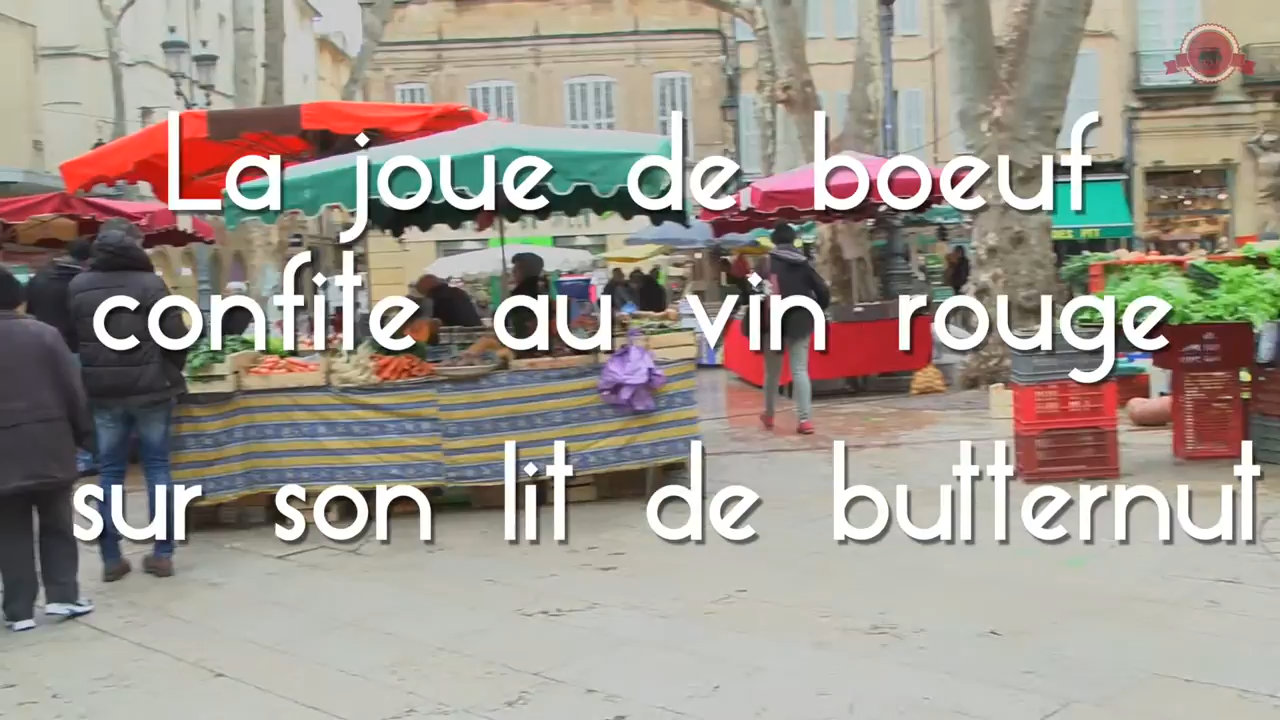 La joue de boeuf
confite au vin rouge
sur son lit de butternut